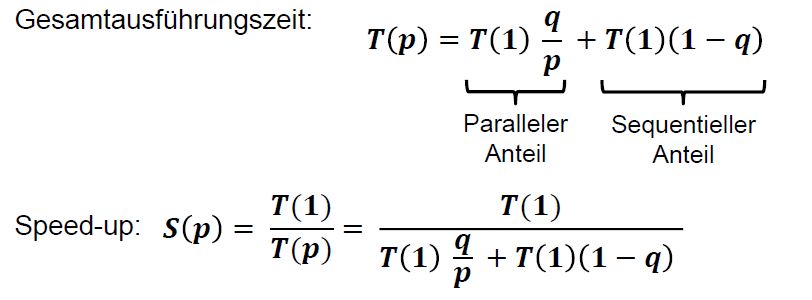 Gesamtausführungszeit:
T(p) = T(1) q/p + T(1)(1 − q)
Paralleler Anteil
Sequentieller Anteil
Speed-up: S(p) = T(1)/T(p) = T(1)/(T(1) q/p + T(1)(1 − q))